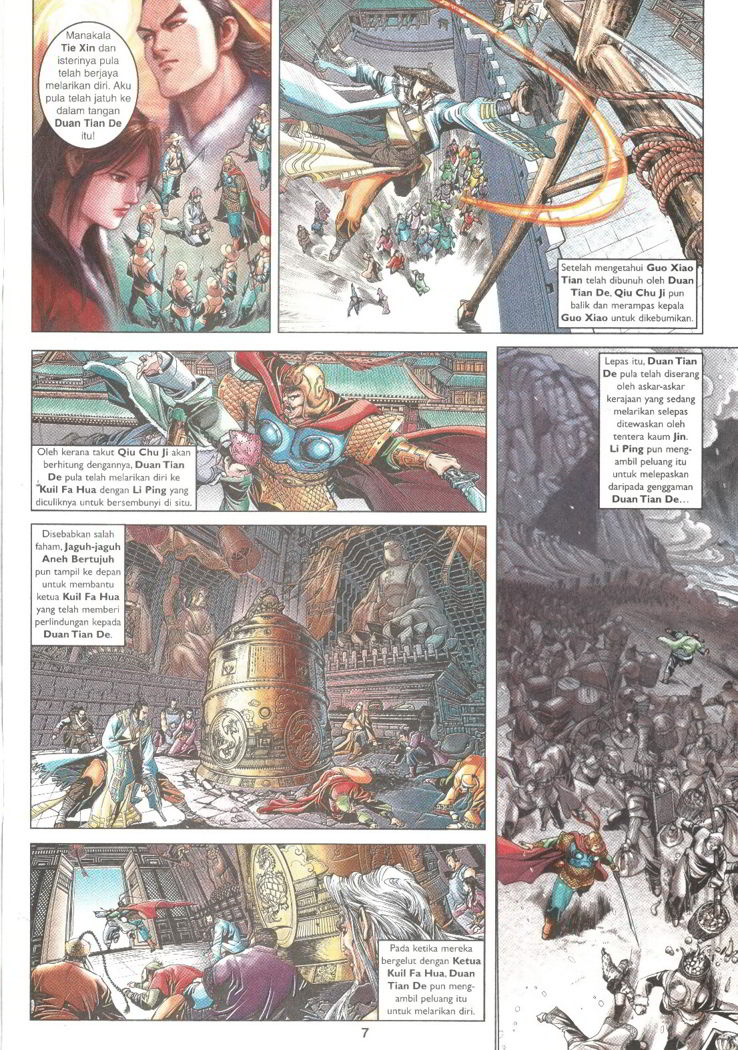 Manakala
Tie Xin dan
isterinya pula
telah berjaya
melarikan diri. Aku
pula telah jatuh ke
dalam tangan
Duan Tian De
itu!
Setelah mengetahui Guo Xiao
Tian telah dibunuh oleh Duan
Tian De, Qiu Chu Ji pun
balik dan merampas kepala
Guo Xiao untuk dikebumikan.
Oleh kerana takut Qiu Chu Ji akan
berhitung dengannya, Duan Tian
De pula telah melarikan diri ke
Kuil Fa Hua dengan Li Ping yang
diculiknya untuk bersembunyi di situ.
Lepas itu, Duan Tian
De pula telah diserang
oleh askar-askar
kerajaan yang sedang
melarikan selepas
ditewaskan oleh
tentera kaum Jin.
Li Ping pun meng-
ambil peluang itu
untuk melepaskan
daripada genggaman
Duan Tian De...
Disebabkan salah
faham, Jaguh-jaguh
Aneh Bertujuh
pun tampil ke depan
untuk membantu
ketua Kuil Fa Hua
yang telah memberi
perlindungan kepada
Duan Tian De.
Pada ketika mereka
bergelut dengan Ketua
Kuil Fa Hua, Duan
Tian De pun meng-
ambil peluang itu
untuk melarikan diri.
7